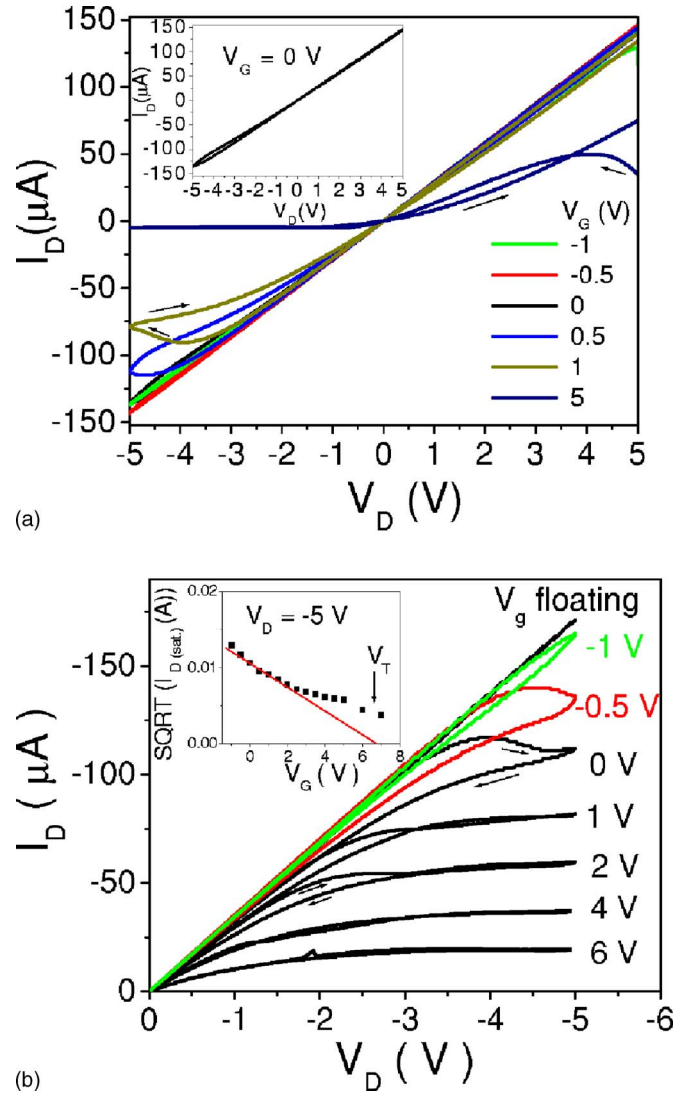 150
100
50
0
-50
-100
-150
I_D(μA)
150
100
50
0
-50
-100
-150
I_D(μA)
V_G = 0 V
-5 -4 -3 -2 -1 0 1 2 3 4 5
V_D(V)
V_G (V)
-1
-0.5
0
0.5
1
5
-5 -4 -3 -2 -1 0 1 2 3 4 5
V_D (V)
(a)
-150
-100
-50
0
I_D ( μA )
0.02
0.01
0.00
SQRT (I_D (sat.) (A))
V_D = -5 V
V_T
0 2 4 6 8
V_G (V)
V_g floating
-1 V
-0.5 V
0 V
1 V
2 V
4 V
6 V
0 -1 -2 -3 -4 -5 -6
V_D ( V )
(b)